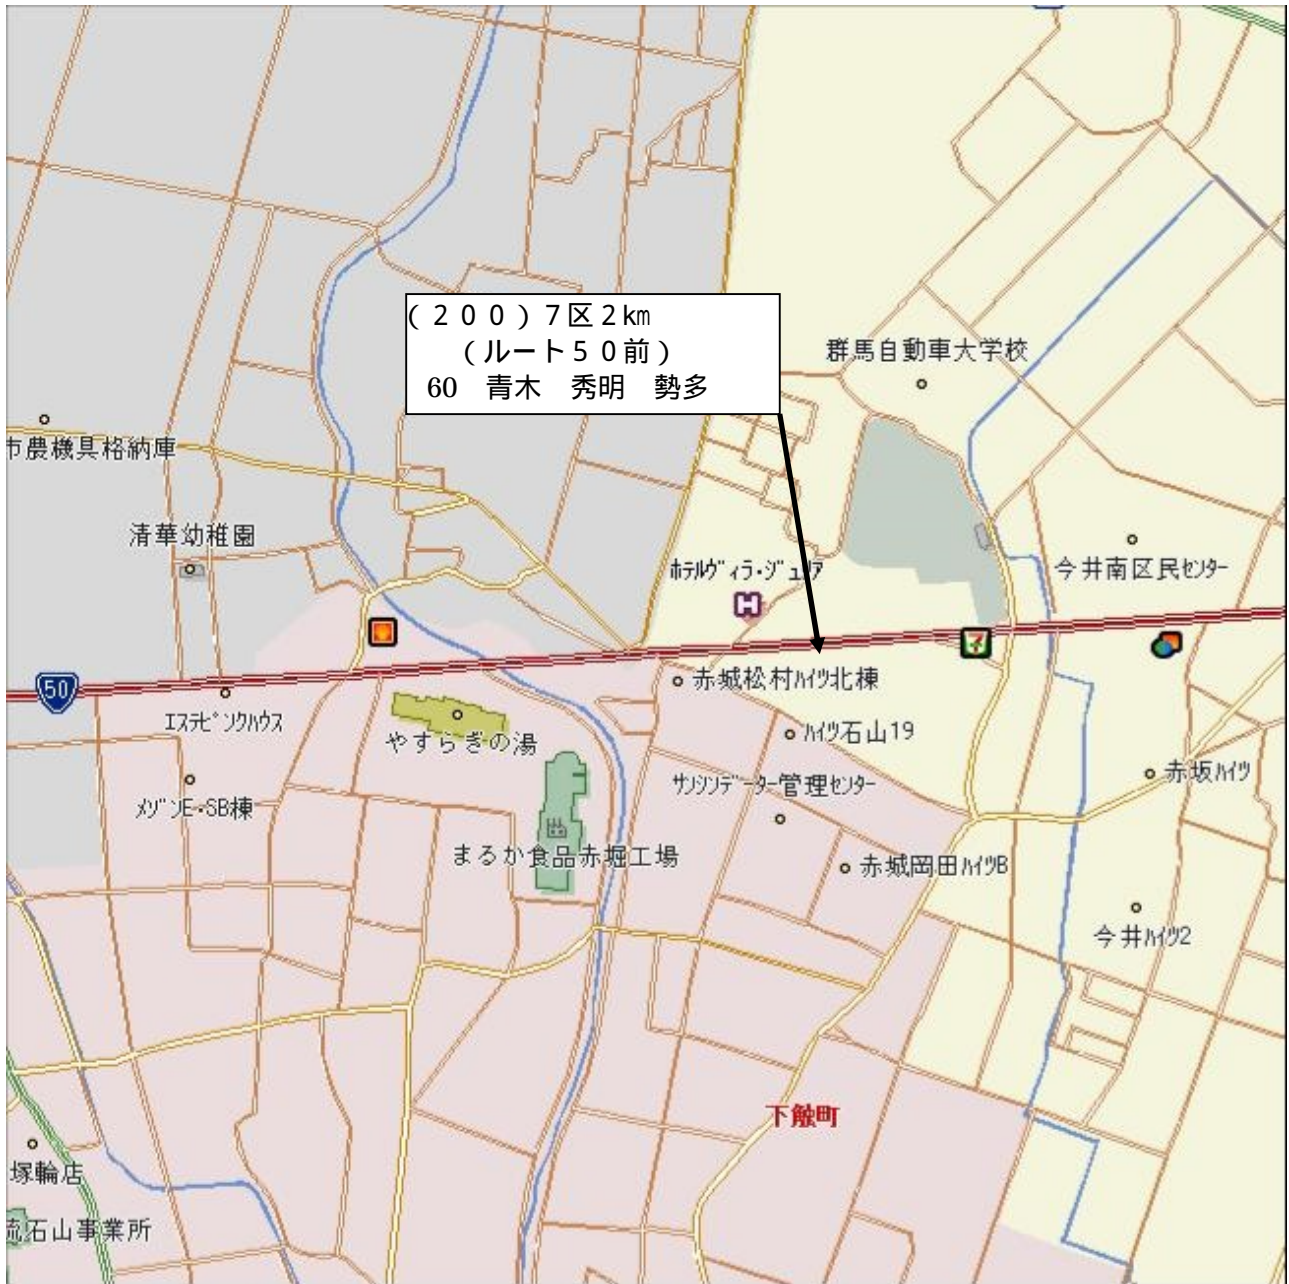 (２００)７区２㎞
(ルート５０前)
60　青木　秀明　勢多
群馬自動車大学校
市農機具格納庫
清華幼稚園
ﾎﾃﾙヴｨﾗ･ｼﾞｭﾘｱ
今井南区民ｾﾝﾀｰ
7
50
赤城松村ﾊｲﾂ北棟
ｴｽﾃﾋﾟﾝｸﾊｳｽ
やすらぎの湯
ﾊｲﾂ石山19
ﾒｿﾞﾝE･SB棟
ｻﾝｼﾝﾃﾞｰﾀｰ管理ｾﾝﾀｰ
赤坂ﾊｲﾂ
まるか食品赤堀工場
赤城岡田ﾊｲﾂB
今井ﾊｲﾂ2
下触町
塚輪店
流石山事業所